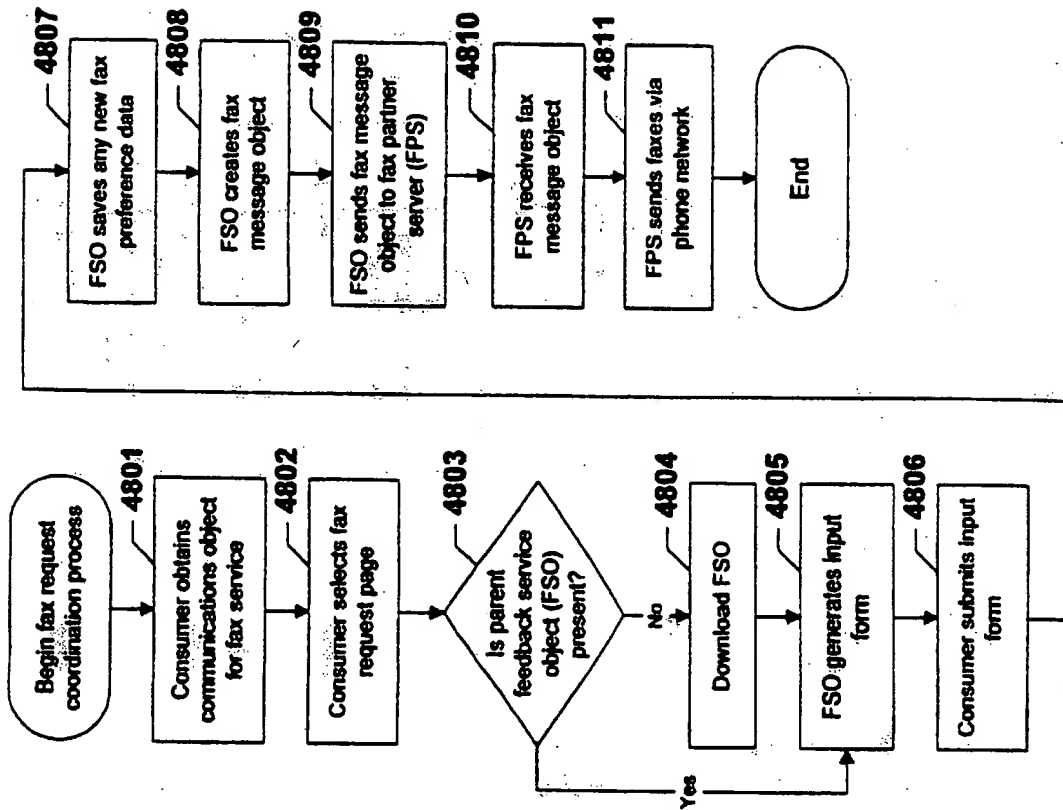 Begin fax request
coordination process
4801
Consumer obtains
communications object
for fax service
4802
Consumer selects fax
request page
4803
Is parent
feedback service
object (FSO)
present?
No
Yes
4804
Download FSO
4805
FSO generates input
form
4806
Consumer submits input
form
4807
FSO saves any new fax
preference data
4808
FSO creates fax
message object
4809
FSO sends fax message
object to fax partner
server (FPS)
4810
FPS receives fax
message object
4811
FPS sends faxes via
phone network
End